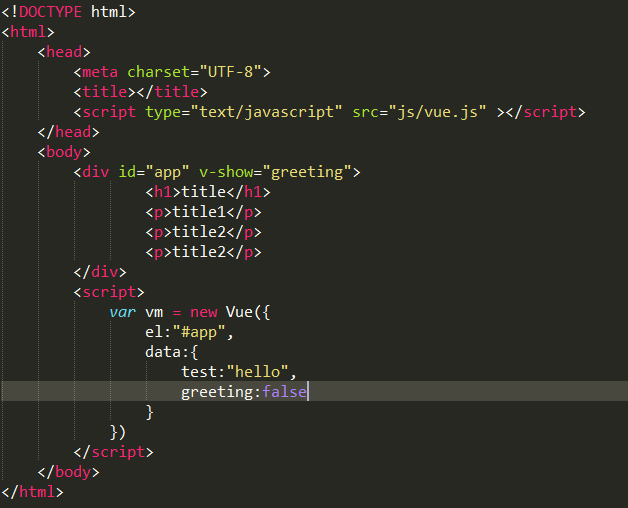 <!DOCTYPE html>
<html>
    <head>
        <meta charset="UTF-8">
        <title></title>
        <script type="text/javascript" src="js/vue.js" ></script>
    </head>
    <body>
        <div id="app" v-show="greeting">
                <h1>title</h1>
                <p>title1</p>
                <p>title2</p>
                <p>title2</p>
        </div>
        <script>
            var vm = new Vue({
                el:"#app",
                data:{
                    test:"hello",
                    greeting:false
                }
            })
        </script>
    </body>
</html>